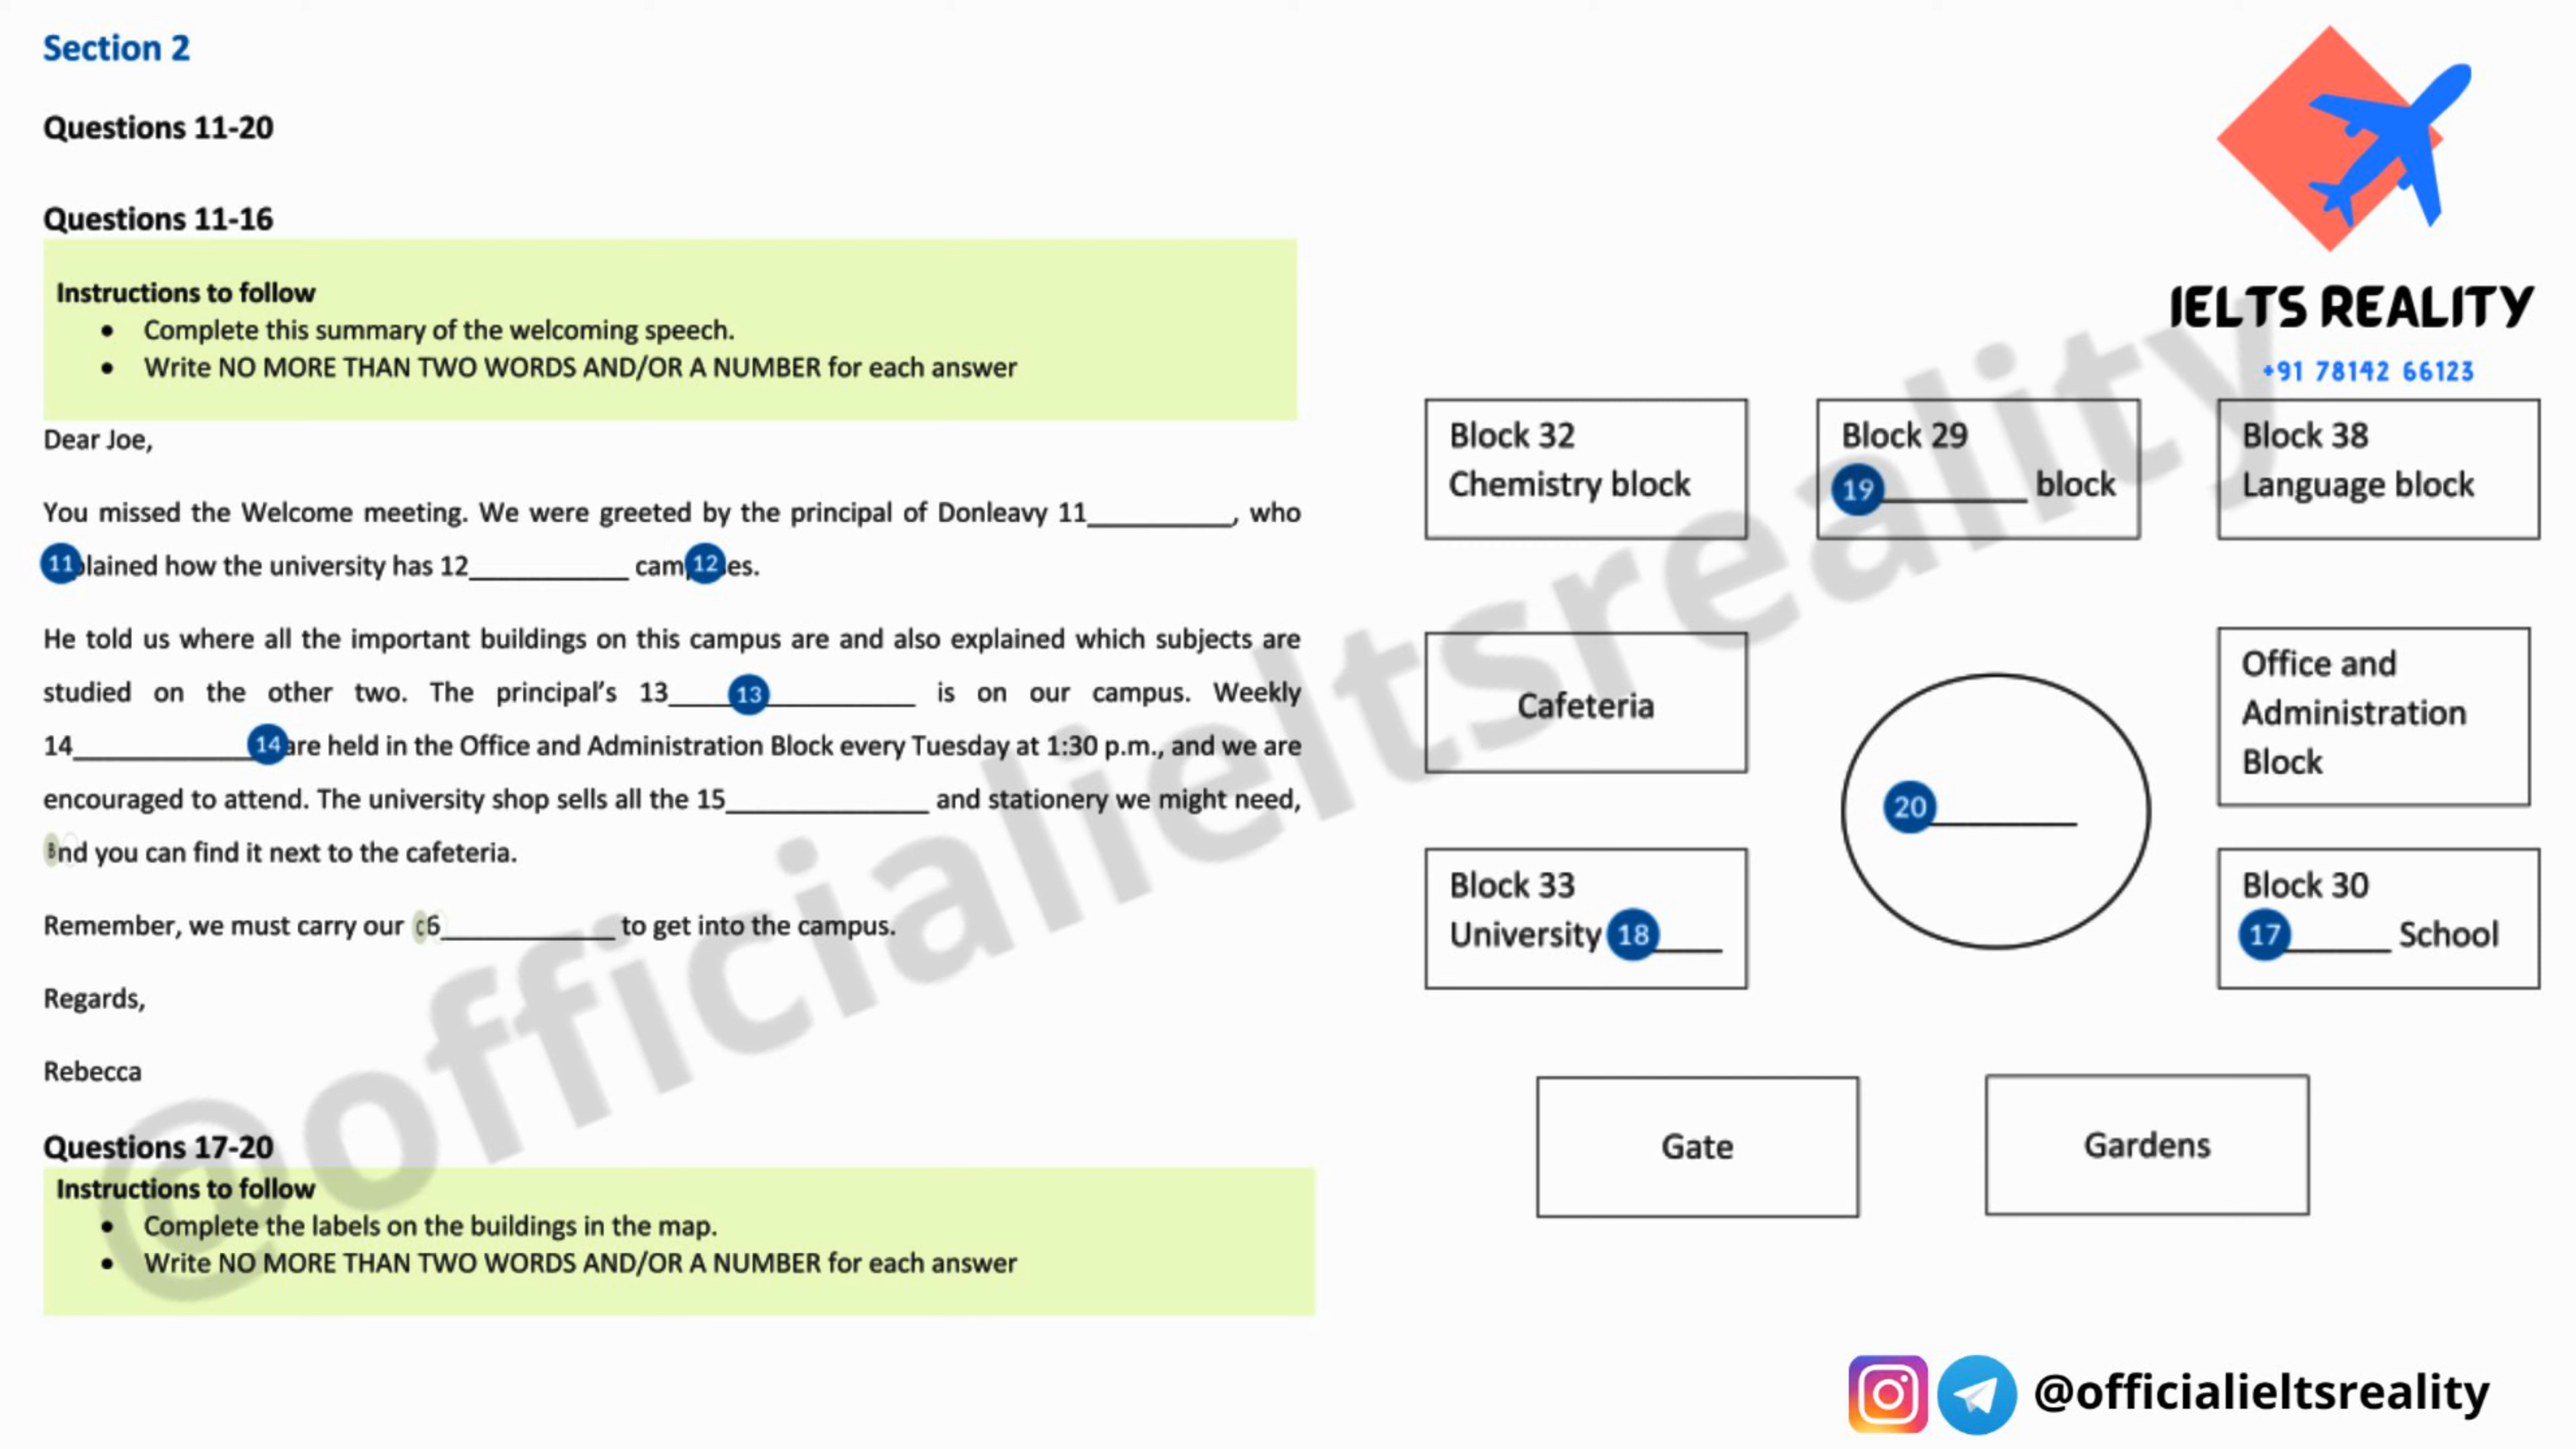 Section 2
Questions 11-20
Questions 11-16
Instructions to follow
• Complete this summary of the welcoming speech.
• Write NO MORE THAN TWO WORDS AND/OR A NUMBER for each answer
Dear Joe,
You missed the Welcome meeting. We were greeted by the principal of Donleavy 11__________, who
11 lained how the university has 12___________ cam 12 es.
He told us where all the important buildings on this campus are and also explained which subjects are
studied on the other two. The principal's 13____ 13 __________ is on our campus. Weekly
14____________ 14 are held in the Office and Administration Block every Tuesday at 1:30 p.m., and we are
encouraged to attend. The university shop sells all the 15______________ and stationery we might need,
nd you can find it next to the cafeteria.
Remember, we must carry our c6____________ to get into the campus.
Regards,
Rebecca
Questions 17-20
Instructions to follow
• Complete the labels on the buildings in the map.
• Write NO MORE THAN TWO WORDS AND/OR A NUMBER for each answer
IELTS REALITY
+91 78142 66123
Block 32
Chemistry block
Block 29
19 __________ block
Block 38
Language block
Cafeteria
20 __________
Office and
Administration
Block
Block 33
University 18 ____
Block 30
17 _______ School
Gate
Gardens
@officialieltsreality
@officialieltsreality